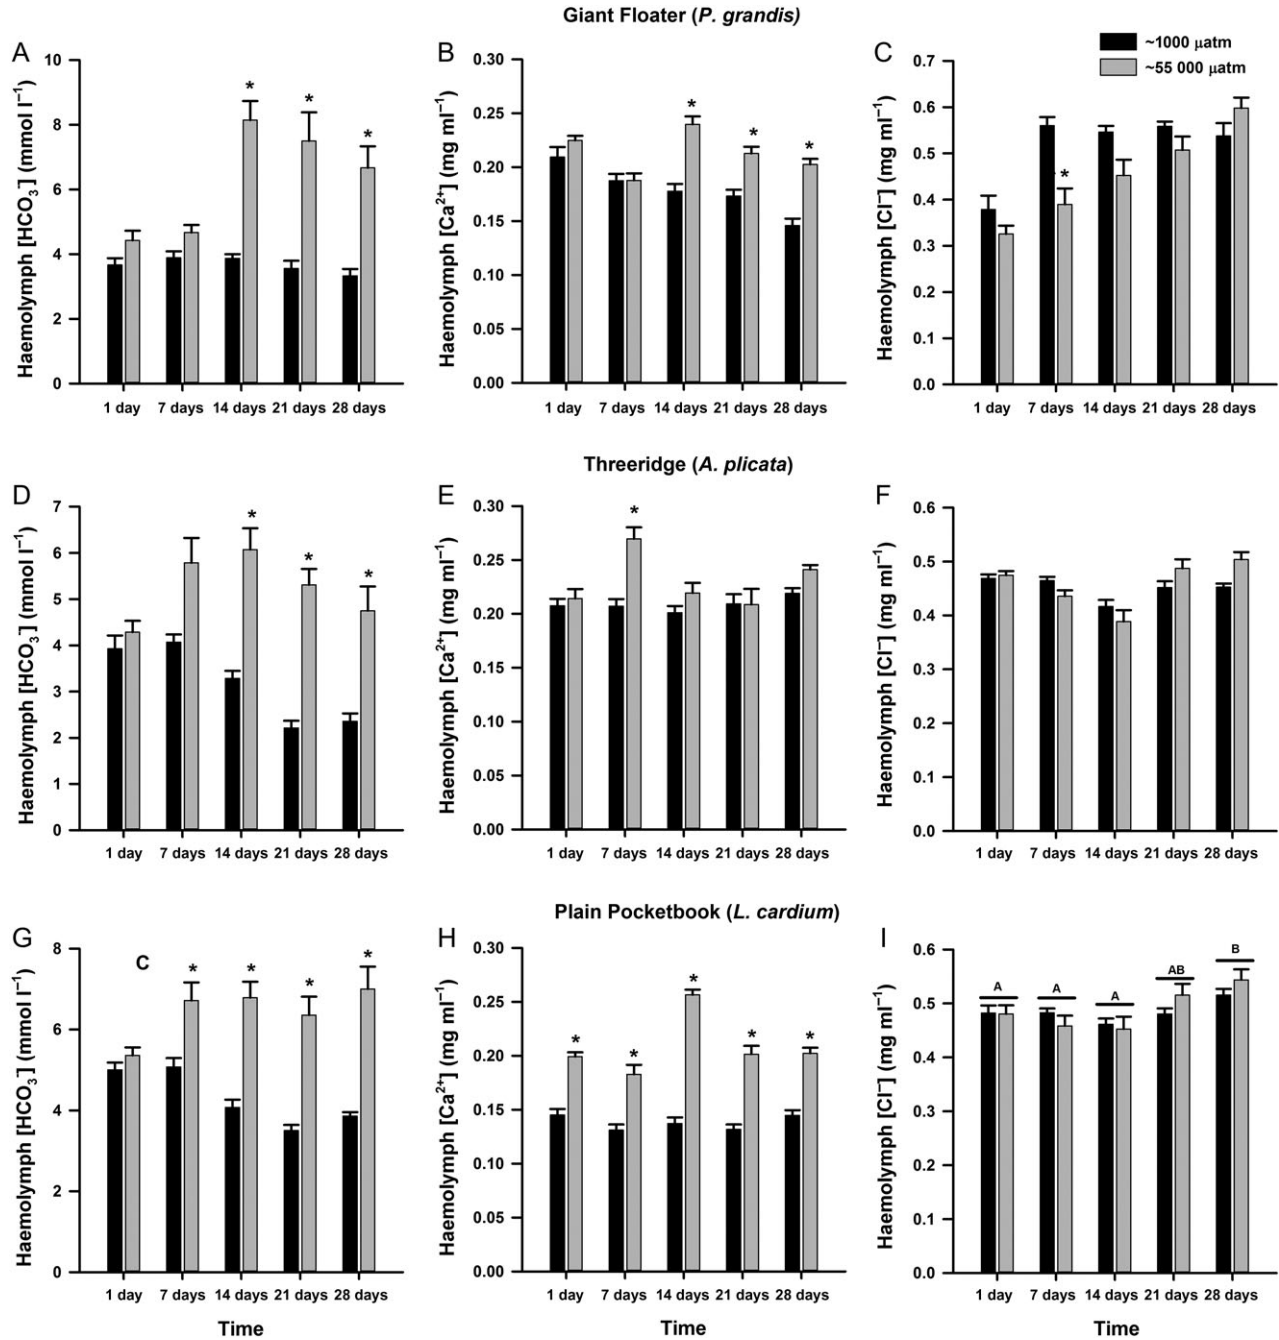 Giant Floater (P. grandis)
A
Haemolymph [HCO₃⁻] (mmol l⁻¹)
10
8
6
4
2
0
*
*
*
1 day 7 days 14 days 21 days 28 days
B
Haemolymph [Ca²⁺] (mg ml⁻¹)
0.30
0.25
0.20
0.15
0.10
0.05
0.00
*
*
*
1 day 7 days 14 days 21 days 28 days
C
~1000 μatm
~55 000 μatm
Haemolymph [Cl⁻] (mg ml⁻¹)
0.7
0.6
0.5
0.4
0.3
0.2
0.1
0.0
*
1 day 7 days 14 days 21 days 28 days
Threeridge (A. plicata)
D
Haemolymph [HCO₃⁻] (mmol l⁻¹)
7
6
5
4
3
2
1
0
*
*
*
1 day 7 days 14 days 21 days 28 days
E
Haemolymph [Ca²⁺] (mg ml⁻¹)
0.30
0.25
0.20
0.15
0.10
0.05
0.00
*
1 day 7 days 14 days 21 days 28 days
F
Haemolymph [Cl⁻] (mg ml⁻¹)
0.6
0.5
0.4
0.3
0.2
0.1
0.0
1 day 7 days 14 days 21 days 28 days
Plain Pocketbook (L. cardium)
G
Haemolymph [HCO₃⁻] (mmol l⁻¹)
8
6
4
2
0
C
*
*
*
*
1 day 7 days 14 days 21 days 28 days
Time
H
Haemolymph [Ca²⁺] (mg ml⁻¹)
0.30
0.25
0.20
0.15
0.10
0.05
0.00
*
*
*
*
*
1 day 7 days 14 days 21 days 28 days
Time
I
Haemolymph [Cl⁻] (mg ml⁻¹)
0.6
0.5
0.4
0.3
0.2
0.1
0.0
A A A AB B
1 day 7 days 14 days 21 days 28 days
Time